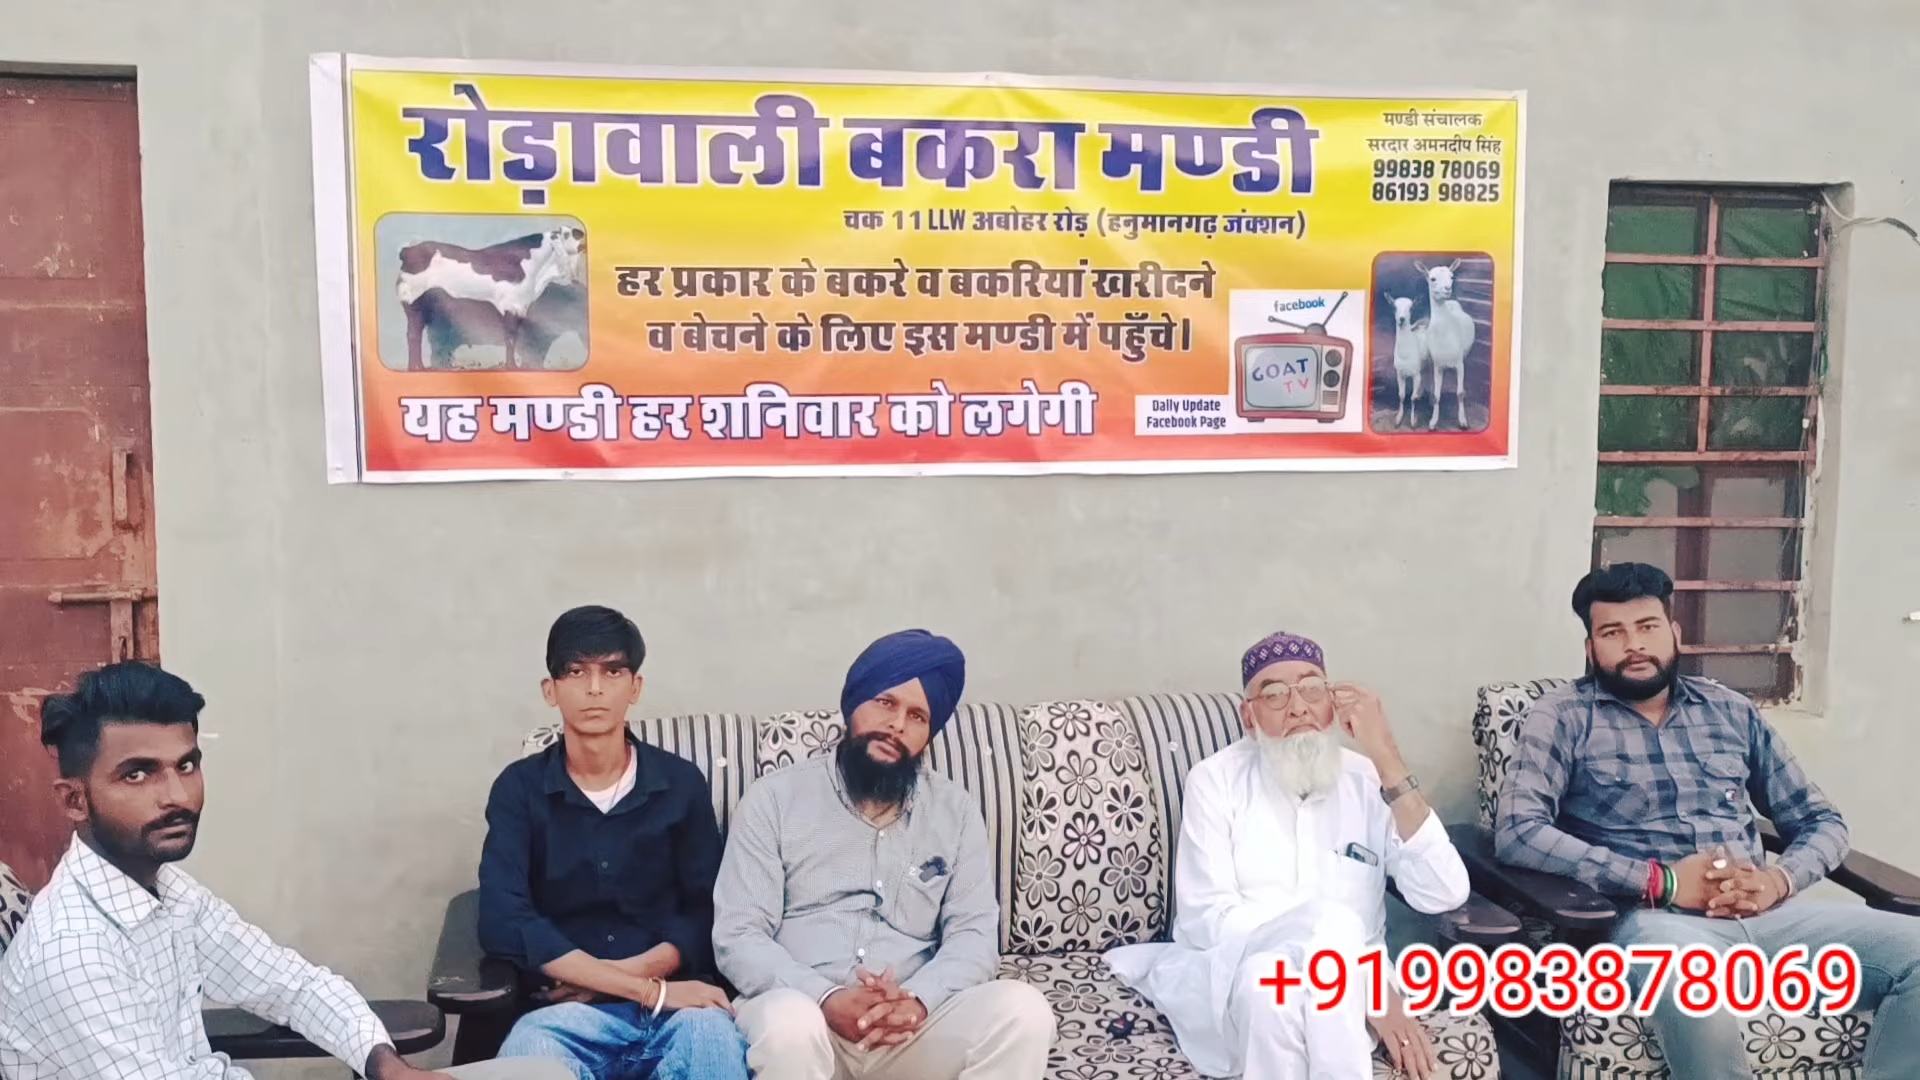 रोड़ावाली बकरा मण्डी
मण्डी संचालक
सरदार अमनदीप सिंह
99838 78069
86193 98825
चक 11 LLW अबोहर रोड़ (हनुमानगढ़ जंक्शन)
हर प्रकार के बकरे व बकरियां खरीदने
व बेचने के लिए इस मण्डी में पहुँचे।
facebook
GOAT
TV
यह मण्डी हर शनिवार को लगेगी
Daily Update
Facebook Page
+919983878069